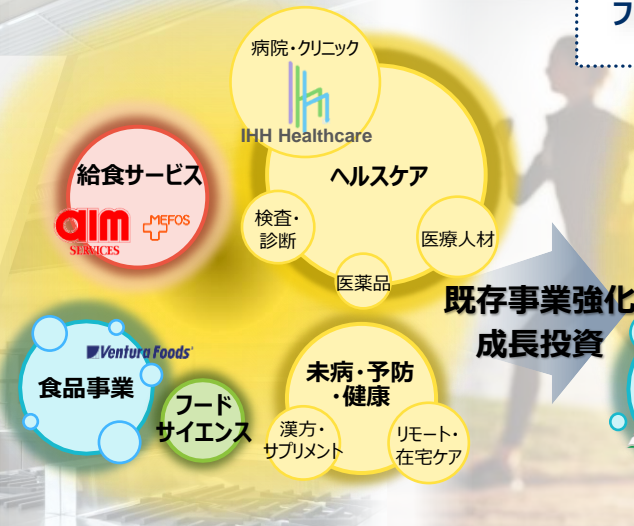 フ
病院・クリニック
IHH Healthcare
ヘルスケア
給食サービス
aim
SERVICES
MEFOS
検査・
診断
医療人材
医薬品
既存事業強化
成長投資
Ventura Foods
食品事業
フード
サイエンス
未病・予防
・健康
漢方・
サプリメント
リモート・
在宅ケア